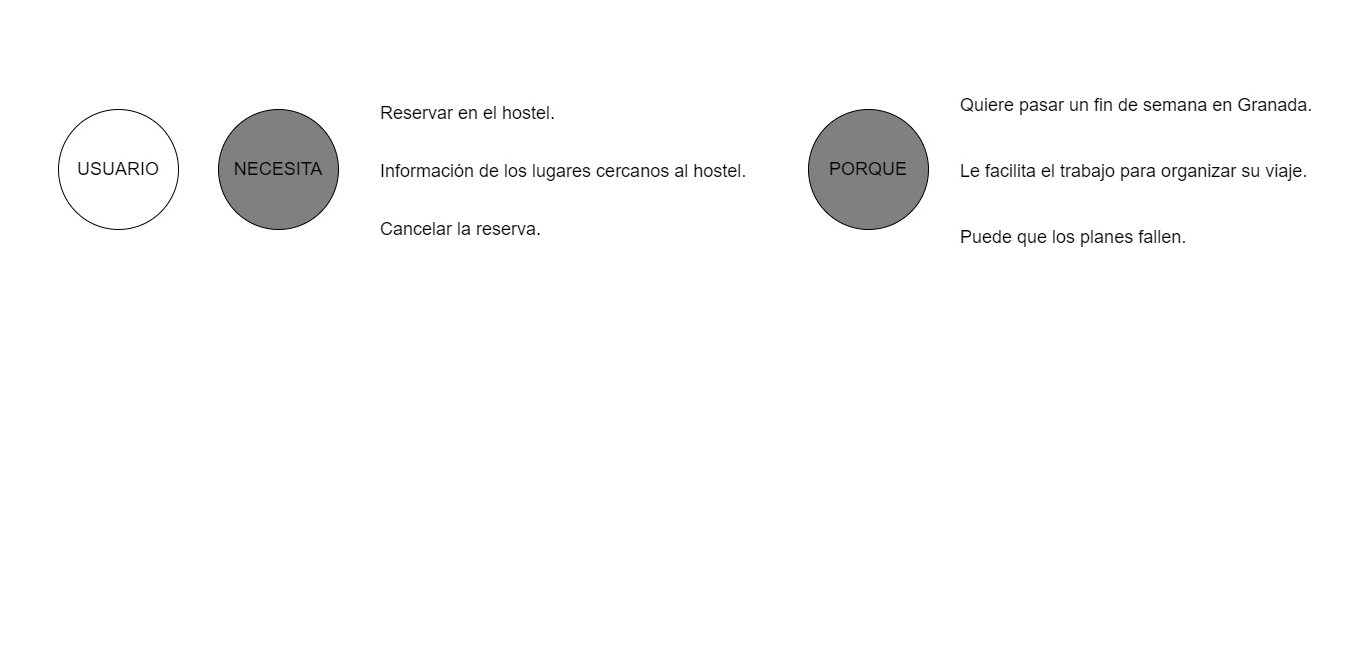 USUARIO
NECESITA
Reservar en el hostel.
Información de los lugares cercanos al hostel.
Cancelar la reserva.
PORQUE
Quiere pasar un fin de semana en Granada.
Le facilita el trabajo para organizar su viaje.
Puede que los planes fallen.